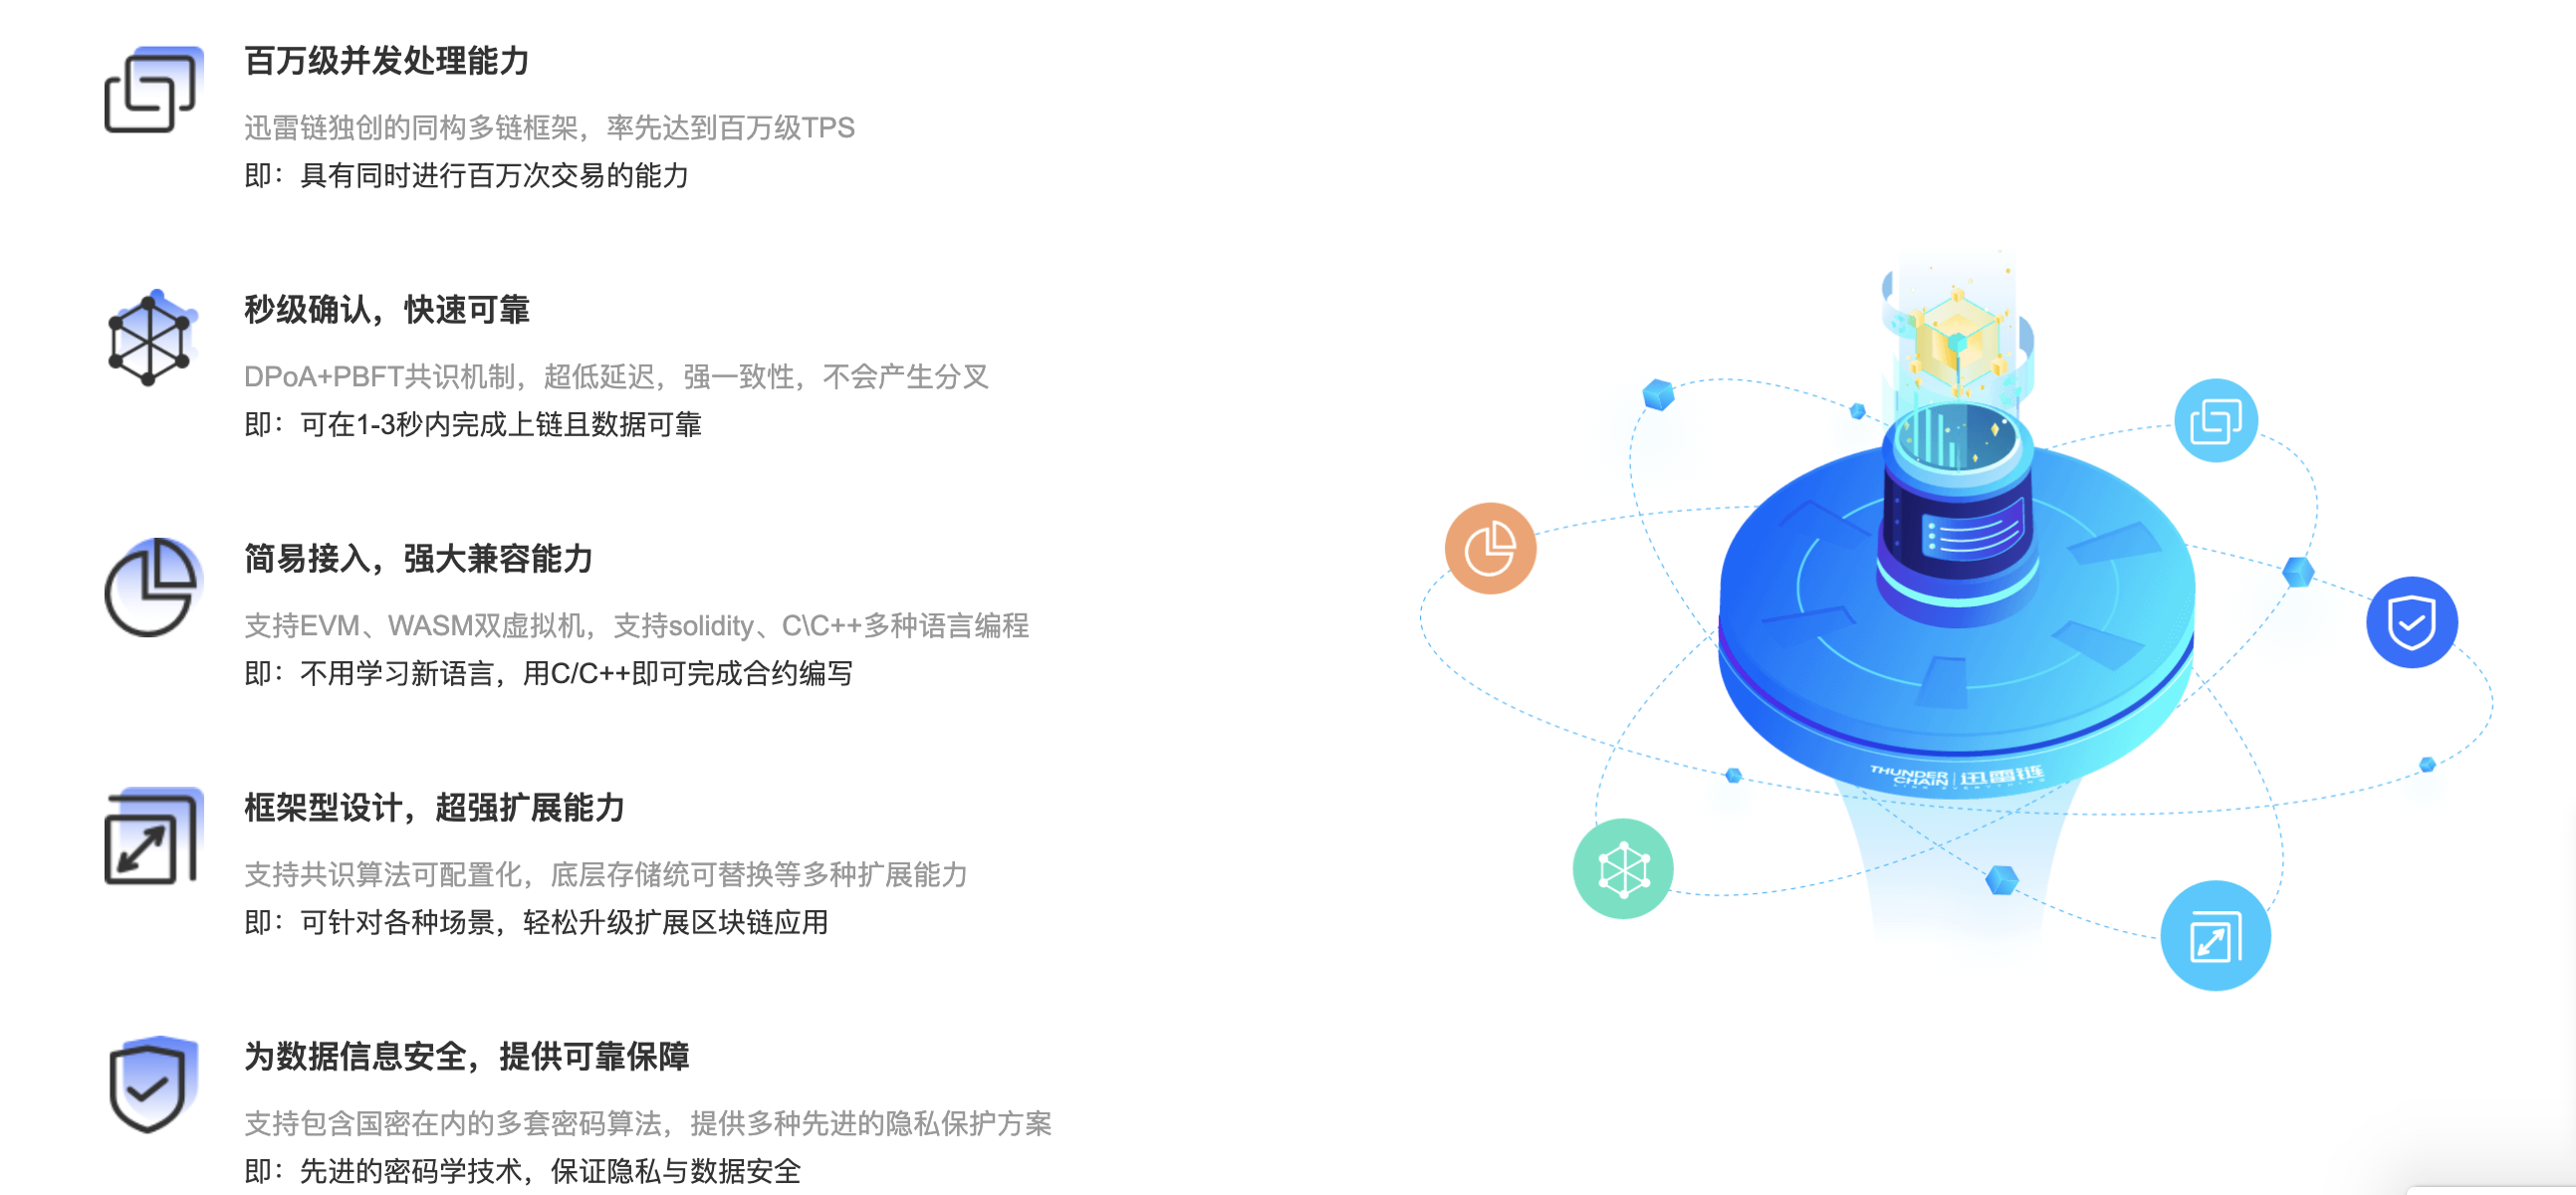 百万级并发处理能力
迅雷链独创的同构多链框架，率先达到百万级TPS
即：具有同时进行百万次交易的能力
秒级确认，快速可靠
DPoA+PBFT共识机制，超低延迟，强一致性，不会产生分叉
即：可在1-3秒内完成上链且数据可靠
简易接入，强大兼容能力
支持EVM、WASM双虚拟机，支持solidity、C\C++多种语言编程
即：不用学习新语言，用C/C++即可完成合约编写
框架型设计，超强扩展能力
支持共识算法可配置化，底层存储统可替换等多种扩展能力
即：可针对各种场景，轻松升级扩展区块链应用
为数据信息安全，提供可靠保障
支持包含国密在内的多套密码算法，提供多种先进的隐私保护方案
即：先进的密码学技术，保证隐私与数据安全
THUNDER CHAiN | 迅雷链